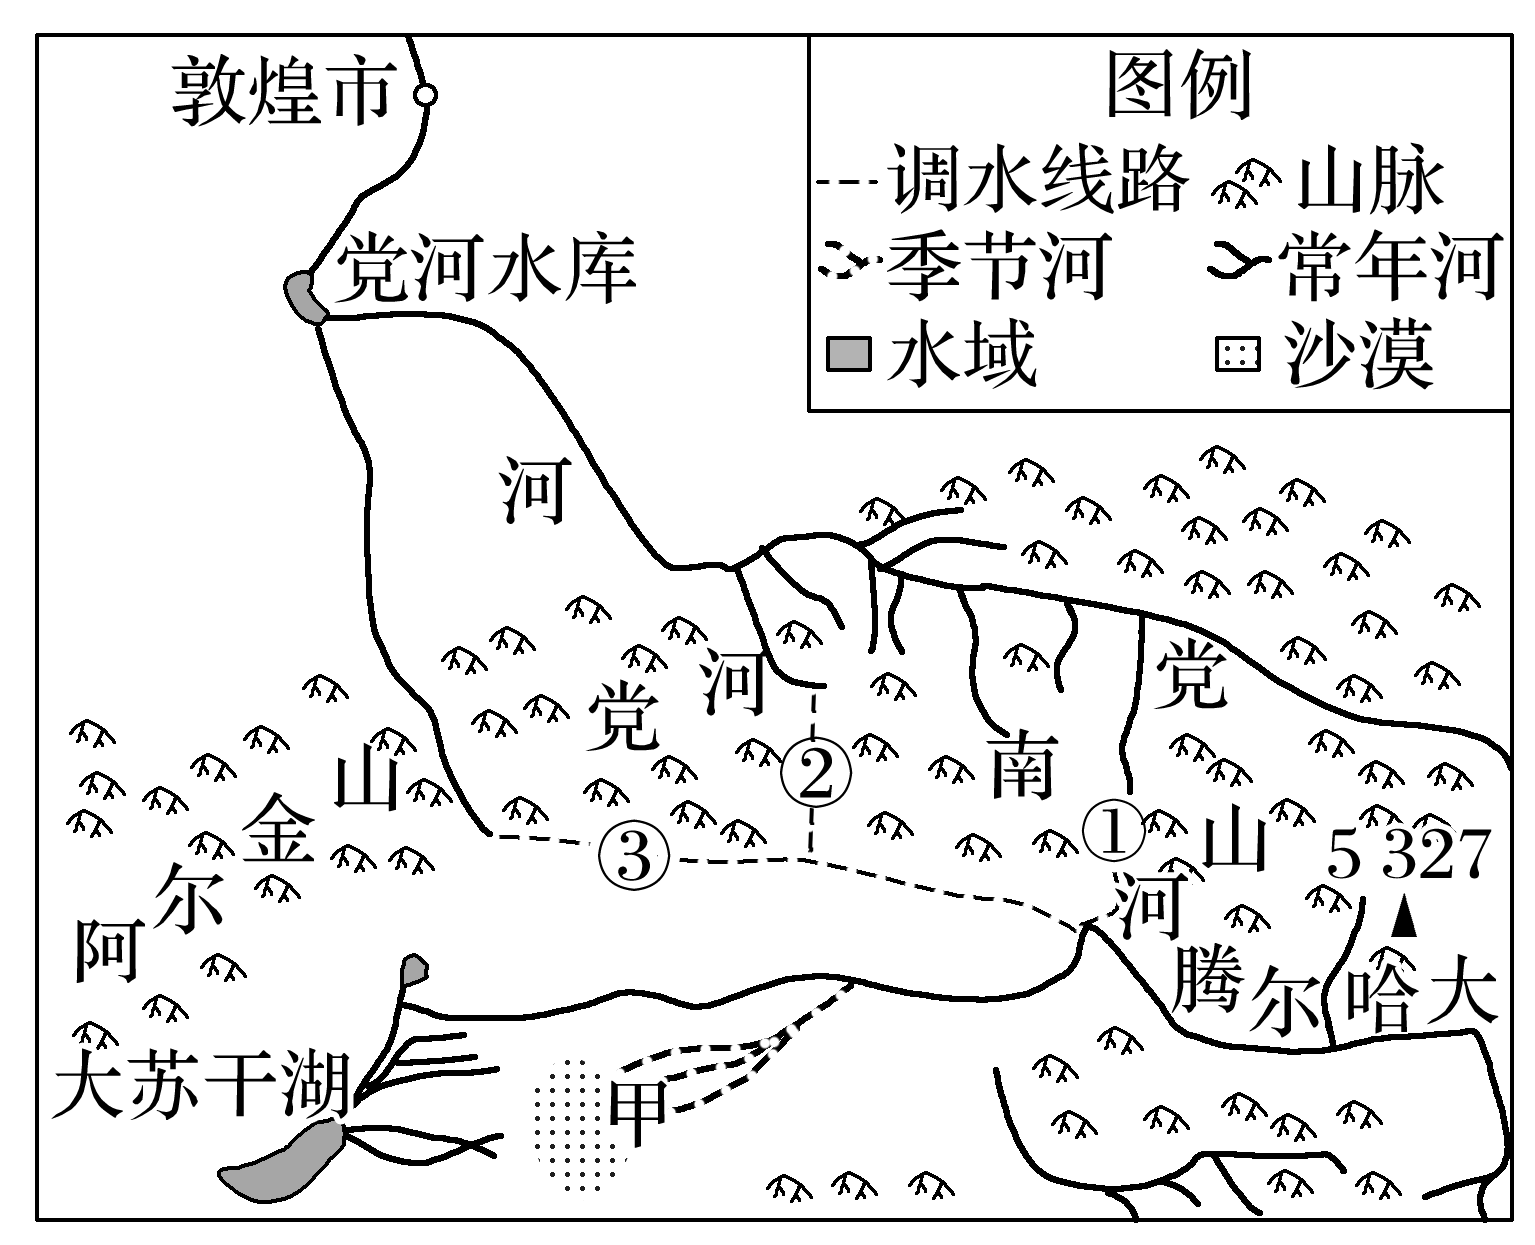 敦煌市
图例
调水线路
山脉
季节河
常年河
水域
沙漠
党河水库
河
党
河
党
南
山
②
①
③
山
金
尔
阿
5 327
河
腾
尔
哈
大
大苏干湖
甲